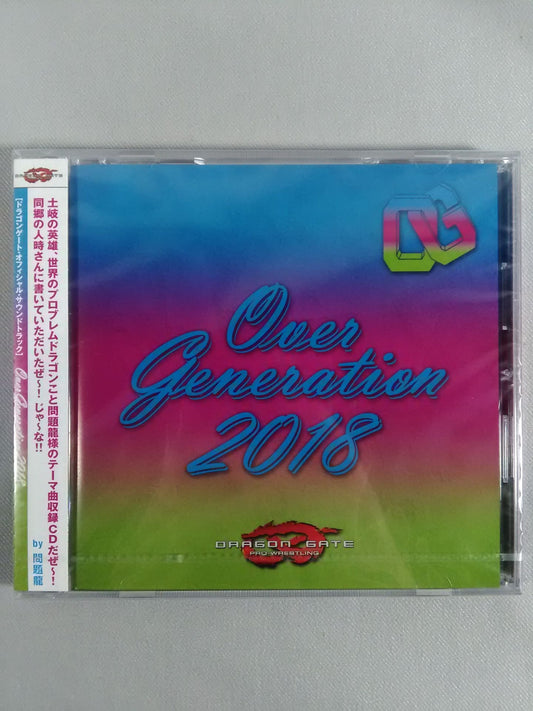 DRAGON GATE
[ドラゴンゲート・オフィシャル・サウンドトラック] Over Generation 2018
土岐の英雄、世界のプロブレムドラゴンこと問題龍様のテーマ曲収録CDだぜ〜!
同郷の人時さんに書いていただいたぜ〜! じゃ〜な!!
by 問題龍
OG
Over
Generation
2018
DRAGON GATE
PRO-WRESTLING